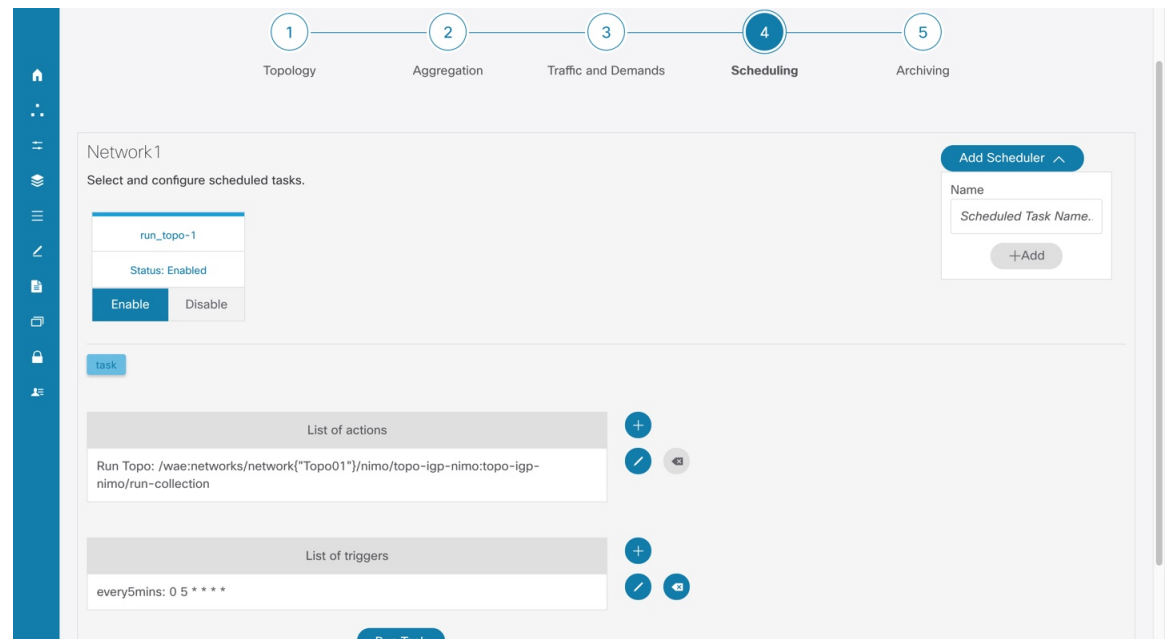 1
2
3
4
5
Topology
Aggregation
Traffic and Demands
Scheduling
Archiving
Network1
Select and configure scheduled tasks.
Add Scheduler
Name
Scheduled Task Name..
+Add
run_topo-1
Status: Enabled
Enable
Disable
task
List of actions
Run Topo: /wae:networks/network{"Topo01"}/nimo/topo-igp-nimo:topo-igp-
nimo/run-collection
List of triggers
every5mins: 0 5 * * * *